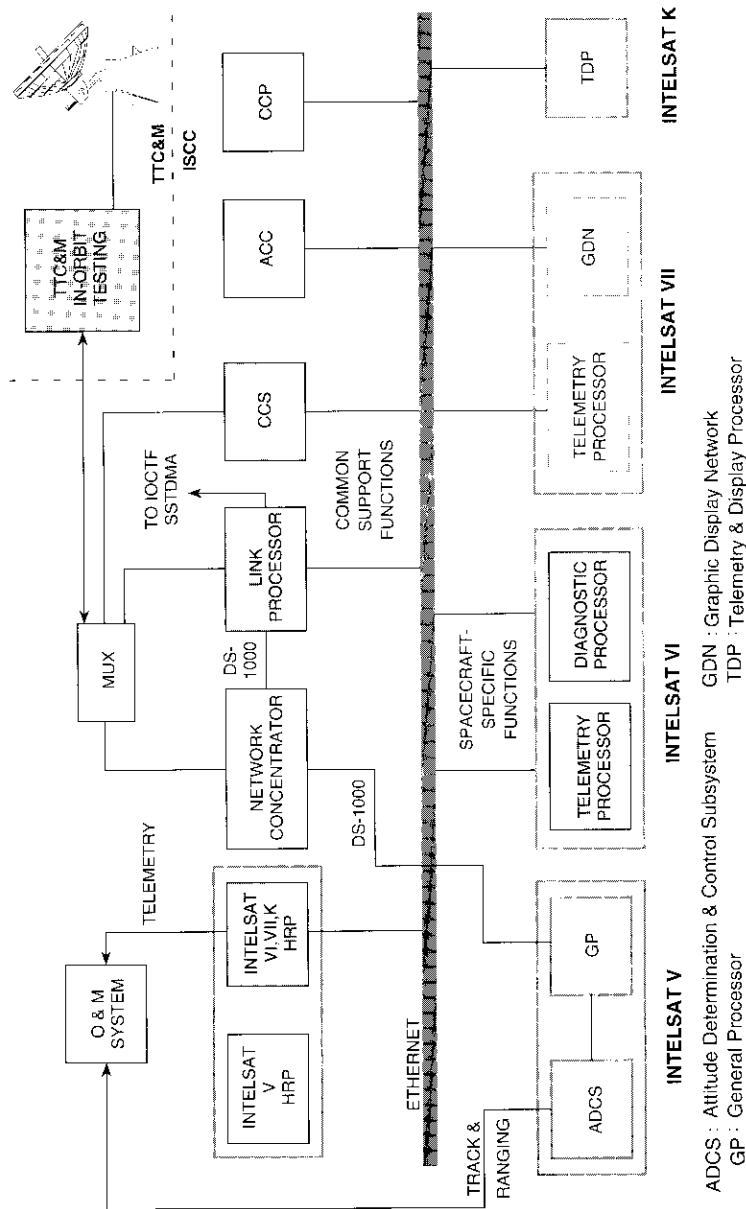 TTC&M
IN-ORBIT
TESTING
TTC&M
ISCC
MUX
O & M
SYSTEM
TELEMETRY
TO IOCTF
SSTDMA
DS-
1000
INTELSAT
V
HRP
INTELSAT
VI,VII,K
HRP
NETWORK
CONCENTRATOR
LINK
PROCESSOR
CCS
ACC
CCP
DS-1000
COMMON
SUPPORT
FUNCTIONS
ETHERNET
TRACK &
RANGING
SPACECRAFT-
SPECIFIC
FUNCTIONS
ADCS
GP
TELEMETRY
PROCESSOR
DIAGNOSTIC
PROCESSOR
TELEMETRY
PROCESSOR
GDN
TDP
INTELSAT V
INTELSAT VI
INTELSAT VII
INTELSAT K
ADCS : Attitude Determination & Control Subsystem
GP : General Processor
GDN : Graphic Display Network
TDP : Telemetry & Display Processor